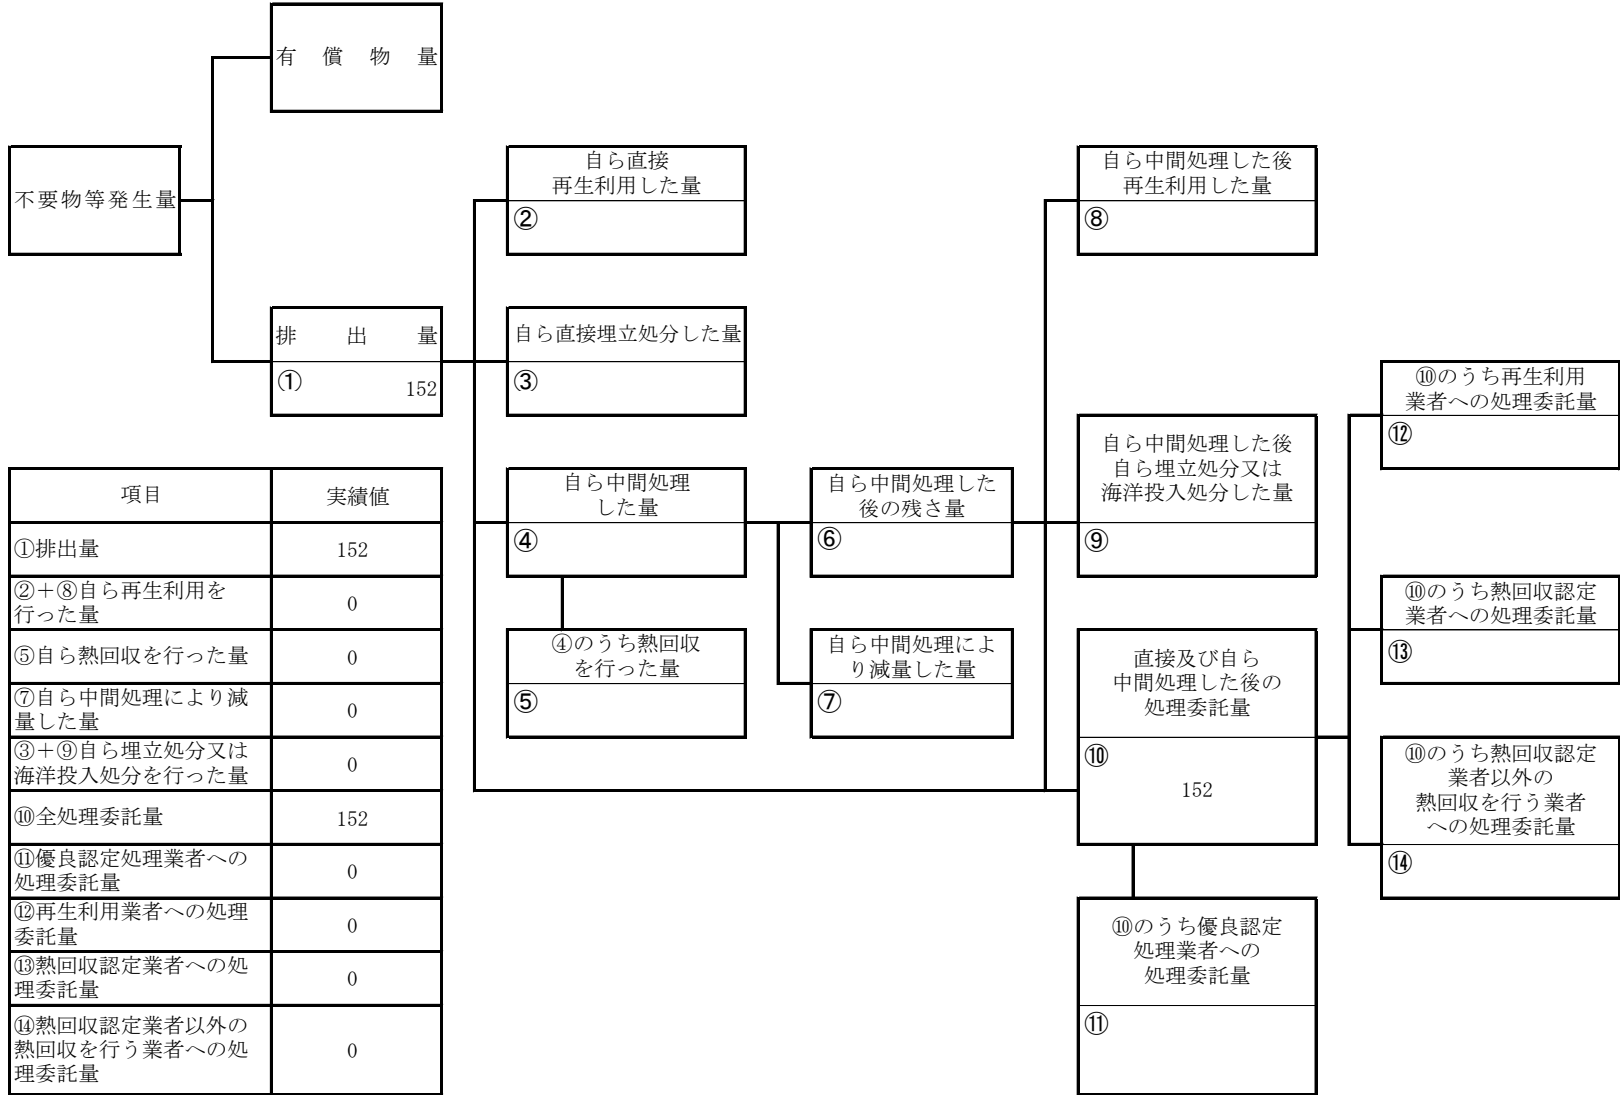 有償物量
不要物等発生量
排出量
①
152
自ら直接
再生利用した量
②
自ら直接埋立処分した量
③
自ら中間処理
した量
④
④のうち熱回収
を行った量
⑤
自ら中間処理した
後の残さ量
⑥
自ら中間処理によ
り減量した量
⑦
自ら中間処理した後
再生利用した量
⑧
自ら中間処理した後
自ら埋立処分又は
海洋投入処分した量
⑨
直接及び自ら
中間処理した後の
処理委託量
⑩
152
⑩のうち優良認定
処理業者への
処理委託量
⑪
⑩のうち再生利用
業者への処理委託量
⑫
⑩のうち熱回収認定
業者への処理委託量
⑬
⑩のうち熱回収認定
業者以外の
熱回収を行う業者
への処理委託量
⑭
項目 実績値
①排出量 152
②+⑧自ら再生利用を
行った量 0
⑤自ら熱回収を行った量 0
⑦自ら中間処理により減
量した量 0
③+⑨自ら埋立処分又は
海洋投入処分を行った量 0
⑩全処理委託量 152
⑪優良認定処理業者への
処理委託量 0
⑫再生利用業者への処理
委託量 0
⑬熱回収認定業者への処
理委託量 0
⑭熱回収認定業者以外の
熱回収を行う業者への処
理委託量 0